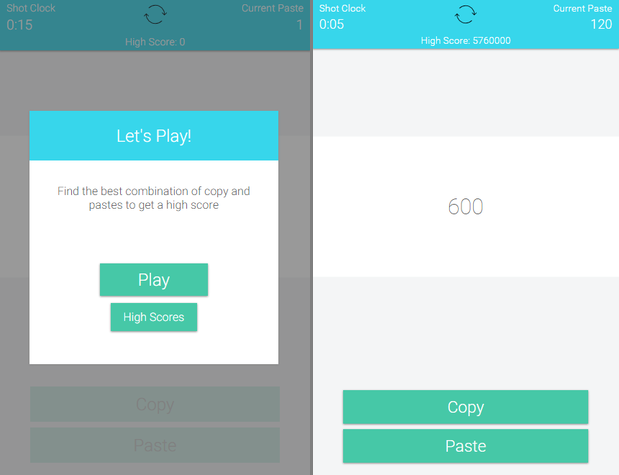 Shot Clock
Current Paste
0:15
1
High Score: 0
Let's Play!
Find the best combination of copy and
pastes to get a high score
Play
High Scores
Copy
Paste
Shot Clock
Current Paste
0:05
120
High Score: 5760000
600
Copy
Paste